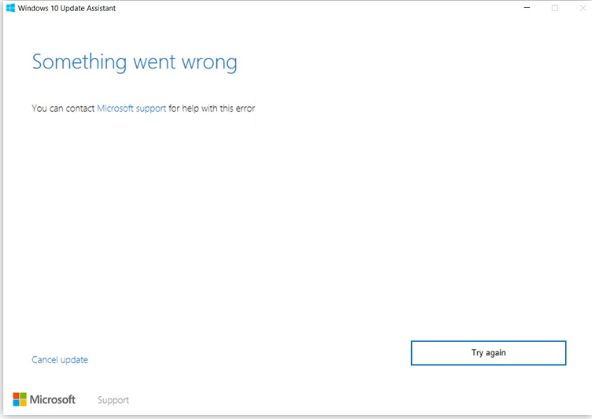 Windows 10 Update Assistant
Something went wrong
You can contact Microsoft support for help with this error
Try again
Cancel update
Microsoft Support